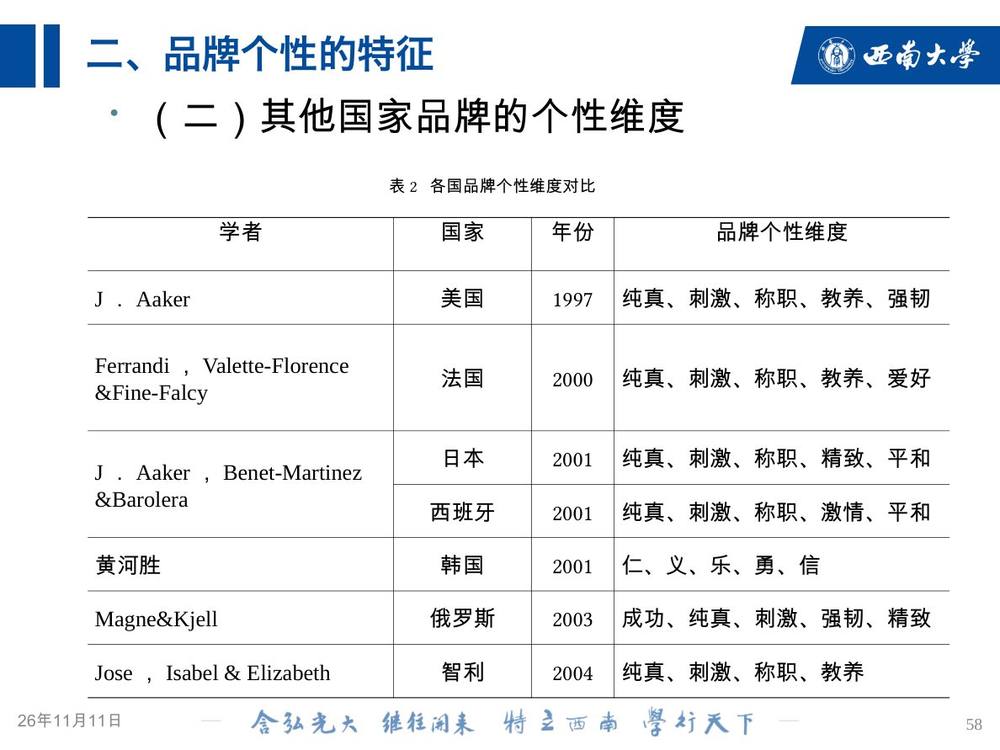 二、品牌个性的特征
西南大学
• （二）其他国家品牌的个性维度
表 2 各国品牌个性维度对比
学者 国家 年份 品牌个性维度
J ． Aaker 美国 1997 纯真、刺激、称职、教养、强韧
Ferrandi ， Valette-Florence
&Fine-Falcy 法国 2000 纯真、刺激、称职、教养、爱好
J ． Aaker ， Benet-Martinez
&Barolera 日本 2001 纯真、刺激、称职、精致、平和
西班牙 2001 纯真、刺激、称职、激情、平和
黄河胜 韩国 2001 仁、义、乐、勇、信
Magne&Kjell 俄罗斯 2003 成功、纯真、刺激、强韧、精致
Jose ， Isabel & Elizabeth 智利 2004 纯真、刺激、称职、教养
26年11月11日
含弘光大 继往开来 特立西南 學行天下
58